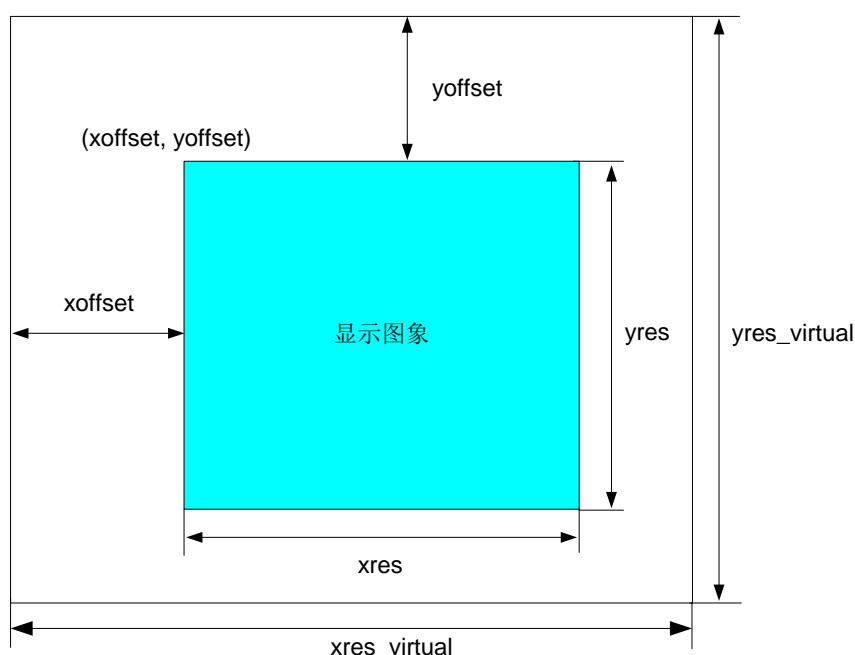 yoffset
(xoffset, yoffset)
xoffset
显示图象
yres
yres_virtual
xres
xres_virtual